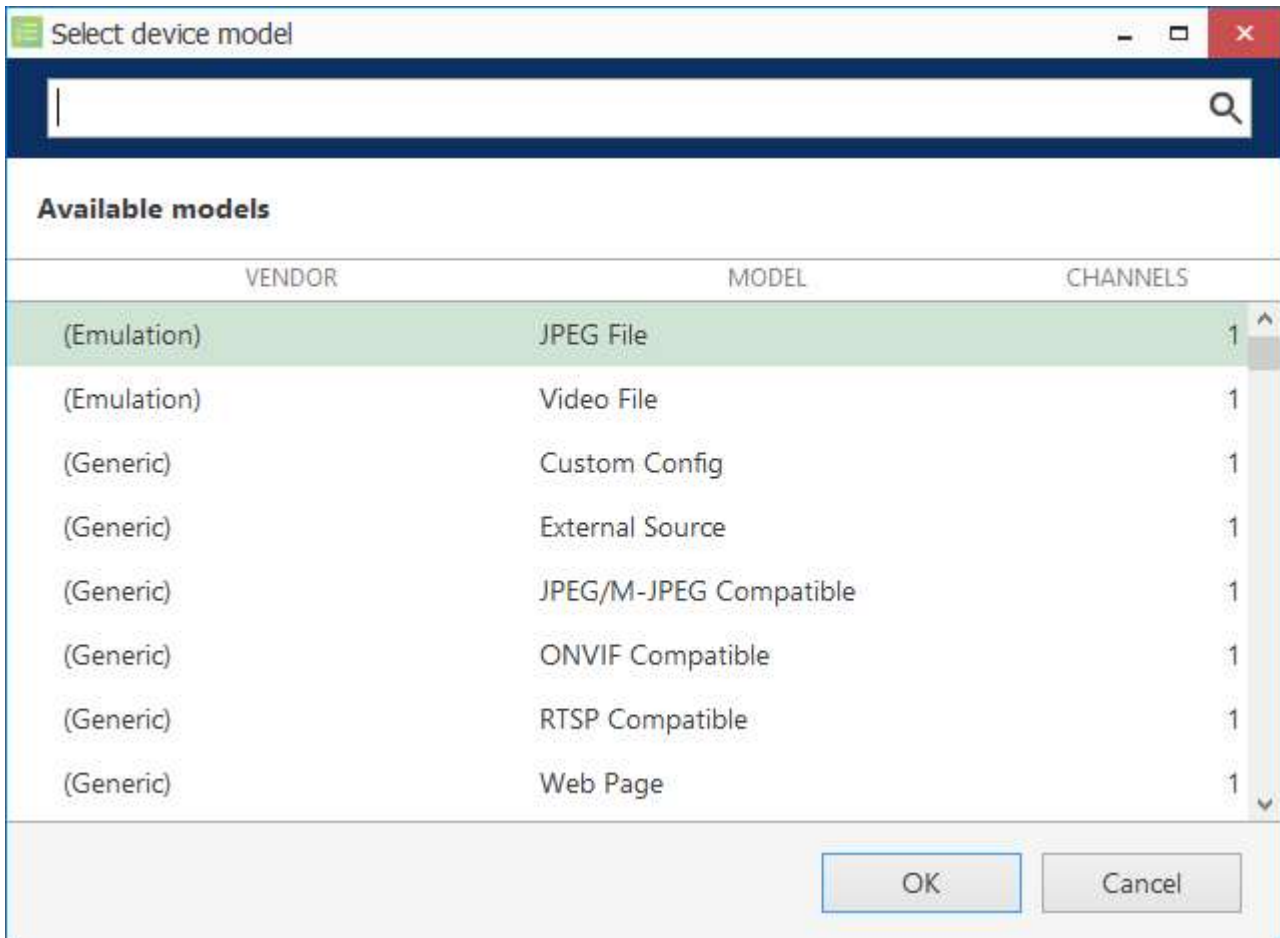 Select device model
Available models
VENDOR MODEL CHANNELS
(Emulation) JPEG File 1
(Emulation) Video File 1
(Generic) Custom Config 1
(Generic) External Source 1
(Generic) JPEG/M-JPEG Compatible 1
(Generic) ONVIF Compatible 1
(Generic) RTSP Compatible 1
(Generic) Web Page 1
OK Cancel